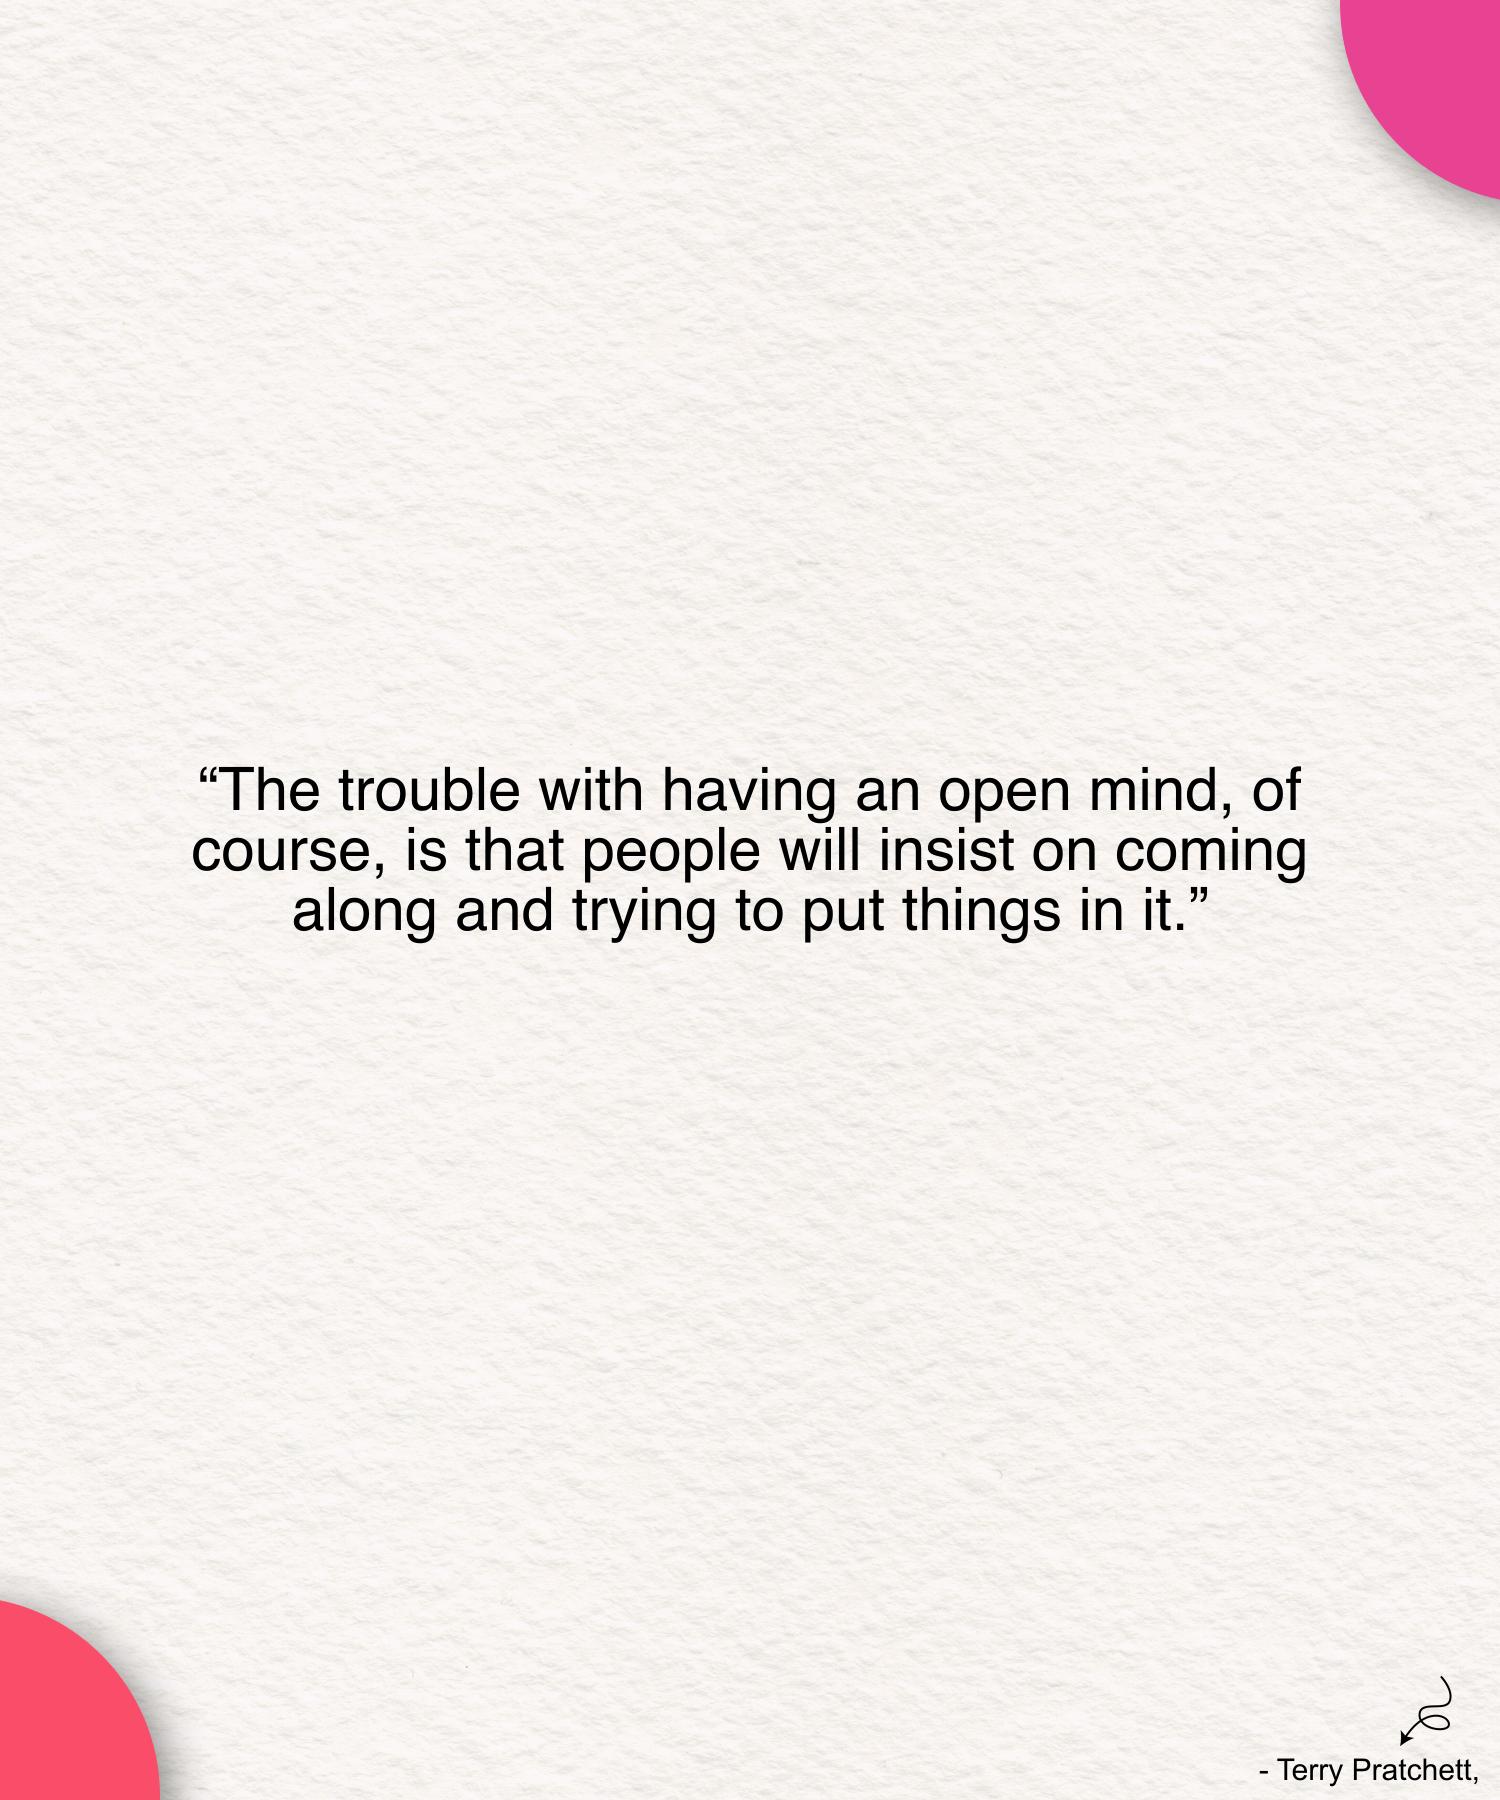 “The trouble with having an open mind, of
course, is that people will insist on coming
along and trying to put things in it.”
- Terry Pratchett,